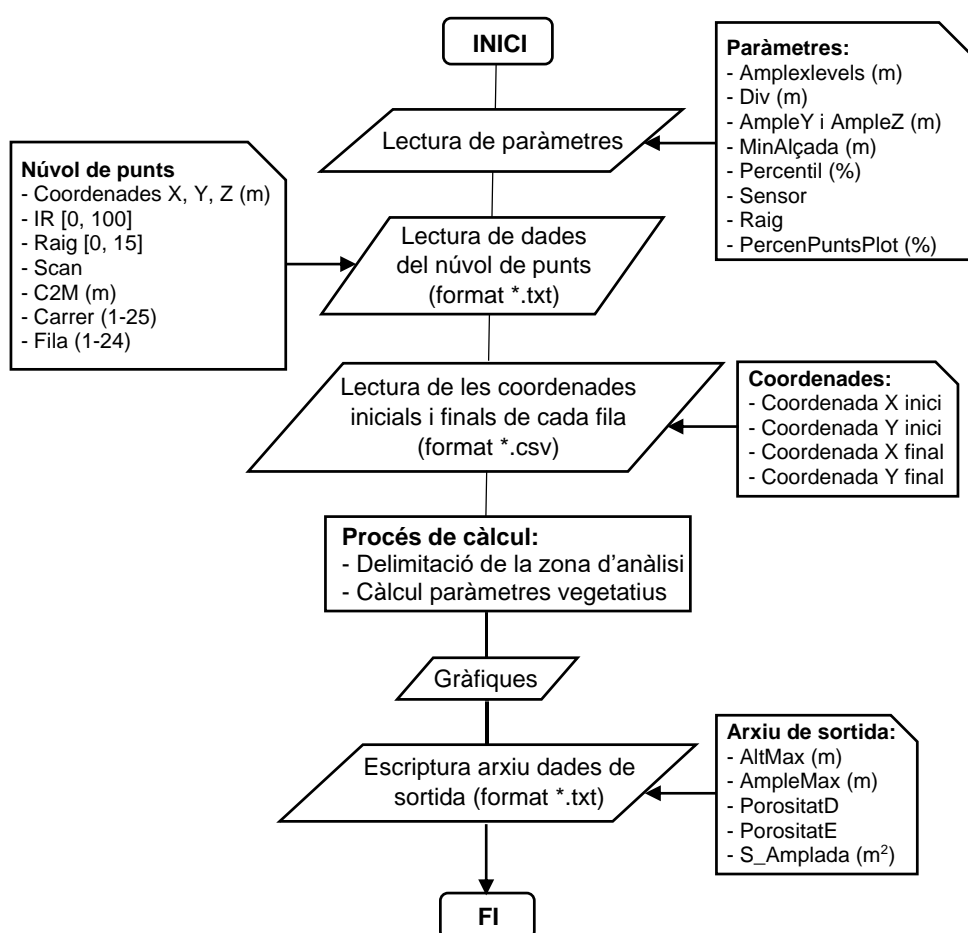 INICI
Paràmetres:
- Amplexlevels (m)
- Div (m)
- AmpleY i AmpleZ (m)
- MinAlçada (m)
- Percentil (%)
- Sensor
- Raig
- PercenPuntsPlot (%)
Lectura de paràmetres
Núvol de punts
- Coordenades X, Y, Z (m)
- IR [0, 100]
- Raig [0, 15]
- Scan
- C2M (m)
- Carrer (1-25)
- Fila (1-24)
Lectura de dades
del núvol de punts
(format *.txt)
Lectura de les coordenades
inicials i finals de cada fila
(format *.csv)
Coordenades:
- Coordenada X inici
- Coordenada Y inici
- Coordenada X final
- Coordenada Y final
Procés de càlcul:
- Delimitació de la zona d’anàlisi
- Càlcul paràmetres vegetatius
Gràfiques
Escriptura arxiu dades de
sortida (format *.txt)
Arxiu de sortida:
- AltMax (m)
- AmpleMax (m)
- PorositatD
- PorositatE
- S_Amplada (m²)
FI